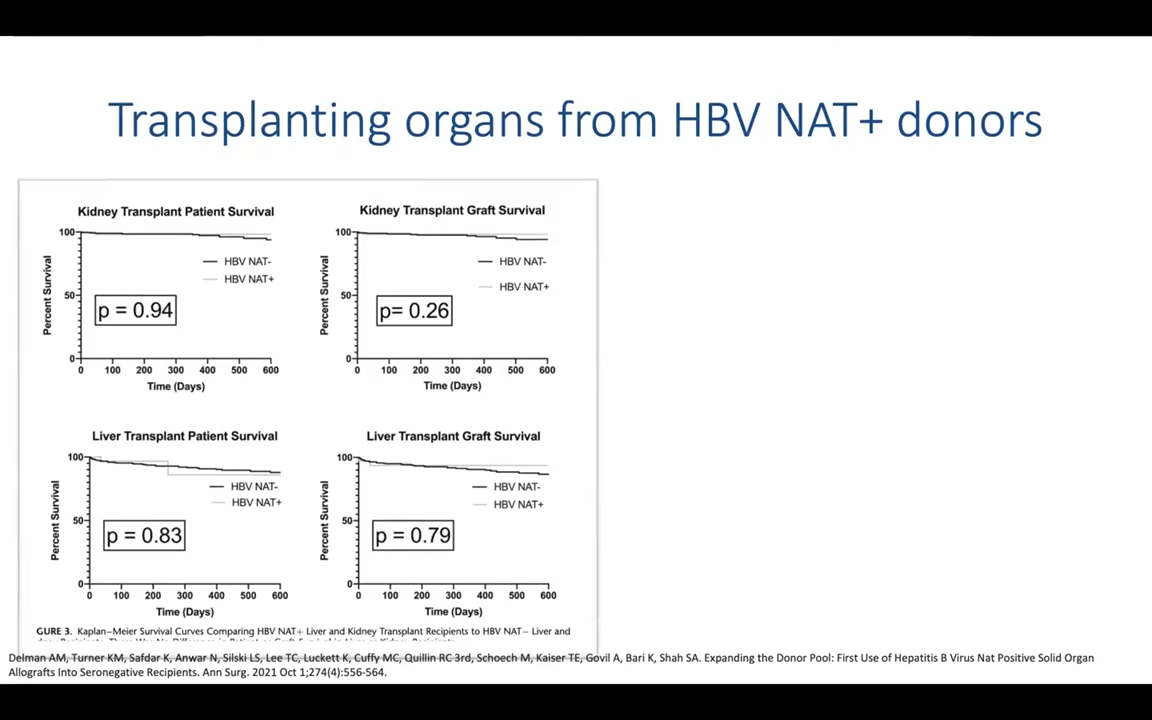 Transplanting organs from HBV NAT+ donors
Kidney Transplant Patient Survival
100
50
0
Percent Survival
HBV NAT-
HBV NAT+
p = 0.94
0 100 200 300 400 500 600
Time (Days)
Kidney Transplant Graft Survival
100
50
0
Percent Survival
HBV NAT-
HBV NAT+
p= 0.26
0 100 200 300 400 500 600
Time (Days)
Liver Transplant Patient Survival
100
50
0
Percent Survival
HBV NAT-
HBV NAT+
p = 0.83
0 100 200 300 400 500 600
Time (Days)
Liver Transplant Graft Survival
100
50
0
Percent Survival
HBV NAT-
HBV NAT+
p = 0.79
0 100 200 300 400 500 600
Time (Days)
GURE 3. Kaplan–Meier Survival Curves Comparing HBV NAT+ Liver and Kidney Transplant Recipients to HBV NAT− Liver and
Delman AM, Turner KM, Safdar K, Anwar N, Silski LS, Lee TC, Luckett K, Cuffy MC, Quillin RC 3rd, Schoech M, Kaiser TE, Govil A, Bari K, Shah SA. Expanding the Donor Pool: First Use of Hepatitis B Virus Nat Positive Solid Organ
Allografts Into Seronegative Recipients. Ann Surg. 2021 Oct 1;274(4):556-564.